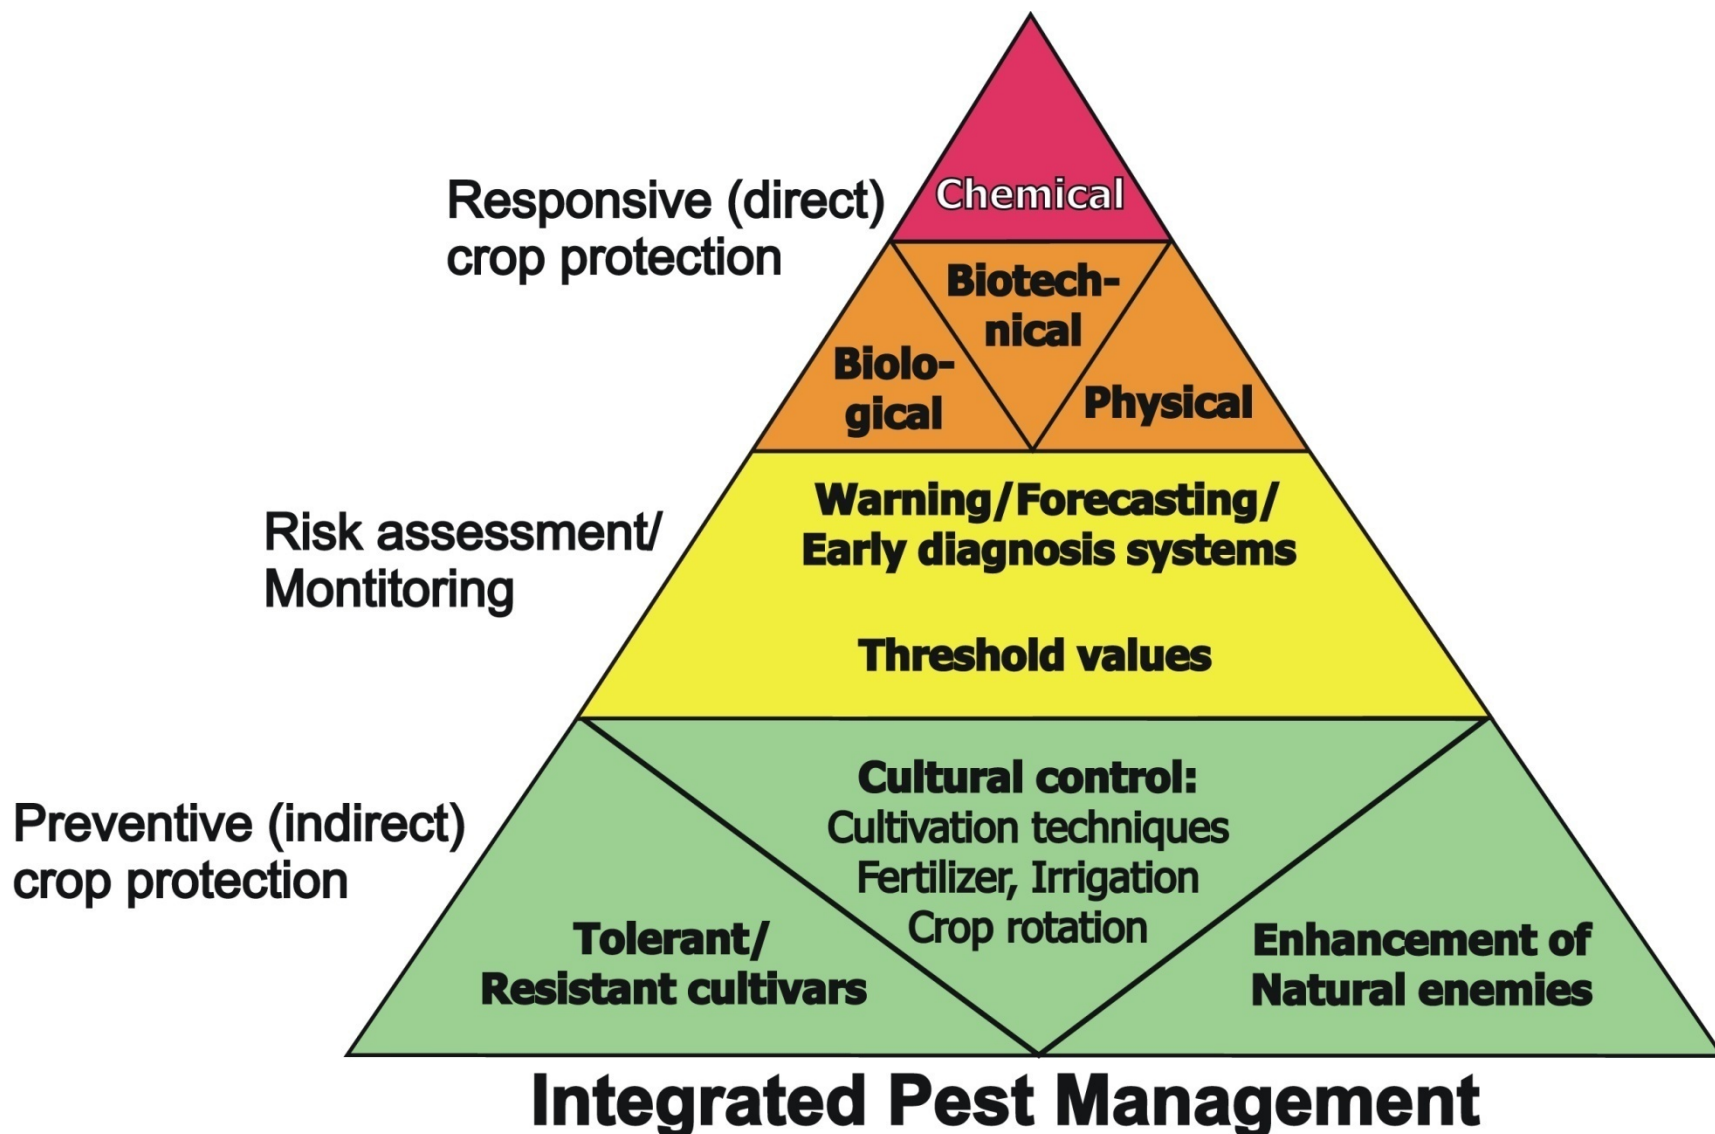 Chemical
Responsive (direct)
crop protection
Biotech-
nical
Biolo-
gical
Physical
Warning/Forecasting/
Early diagnosis systems
Risk assessment/
Montitoring
Threshold values
Cultural control:
Cultivation techniques
Fertilizer, Irrigation
Crop rotation
Preventive (indirect)
crop protection
Tolerant/
Resistant cultivars
Enhancement of
Natural enemies
Integrated Pest Management